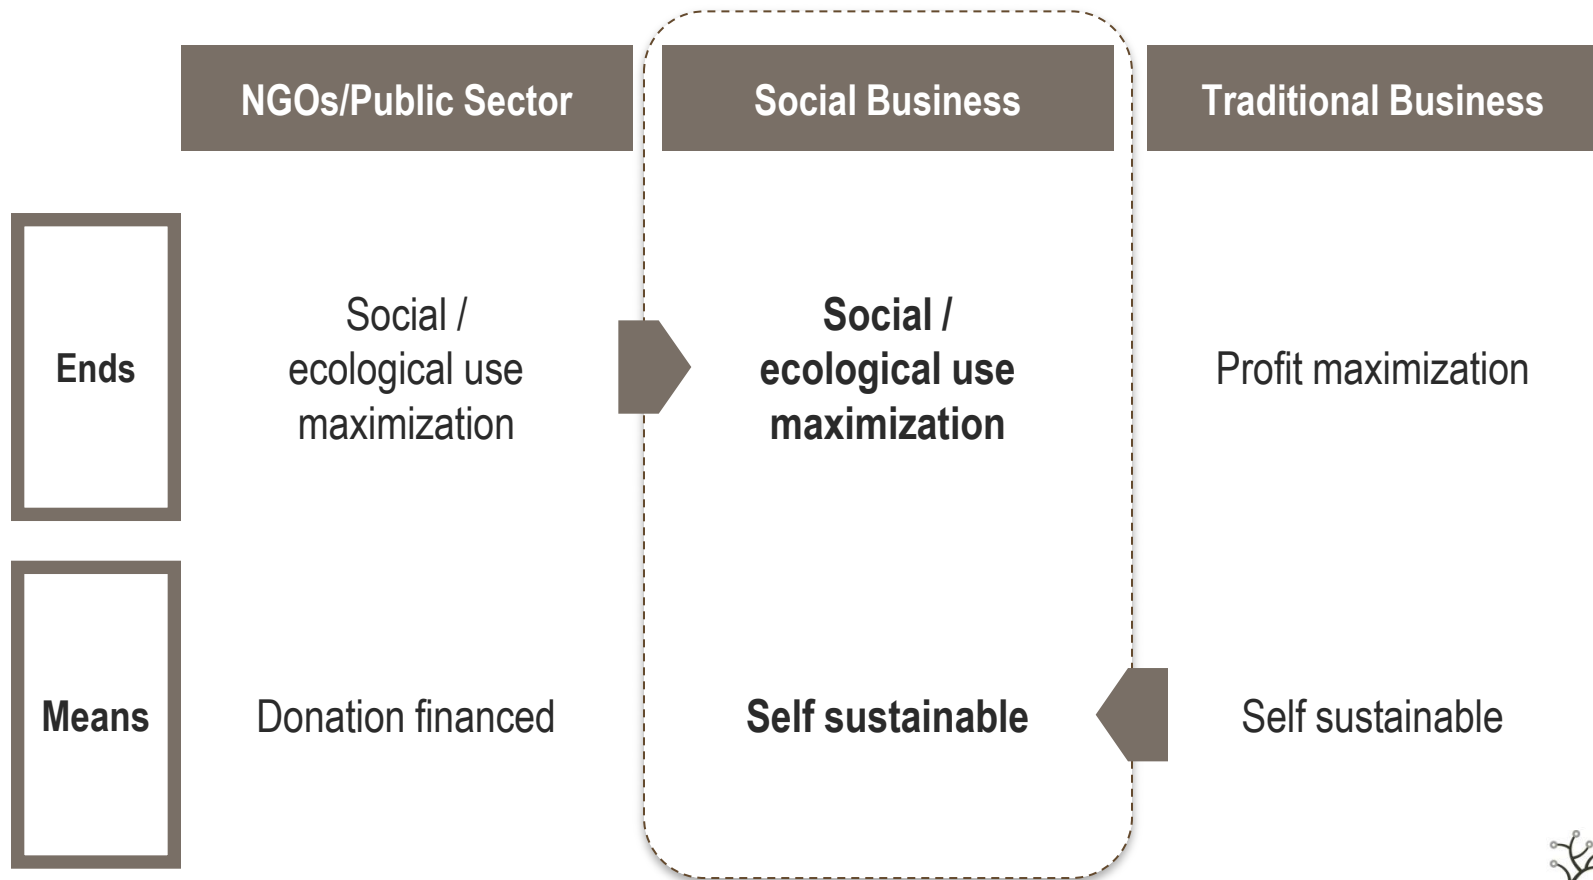 NGOs/Public Sector
Social Business
Traditional Business
Ends
Social /
ecological use
maximization
Social /
ecological use
maximization
Profit maximization
Means
Donation financed
Self sustainable
Self sustainable